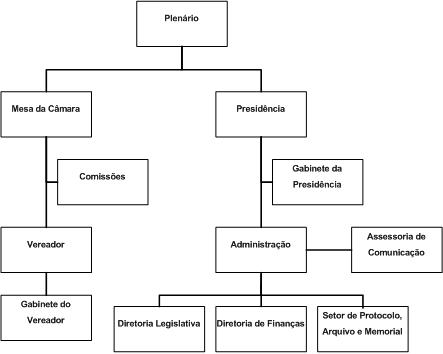 Plenário
Mesa da Câmara
Presidência
Comissões
Gabinete da
Presidência
Vereador
Administração
Assessoria de
Comunicação
Gabinete do
Vereador
Diretoria Legislativa
Diretoria de Finanças
Setor de Protocolo,
Arquivo e Memorial